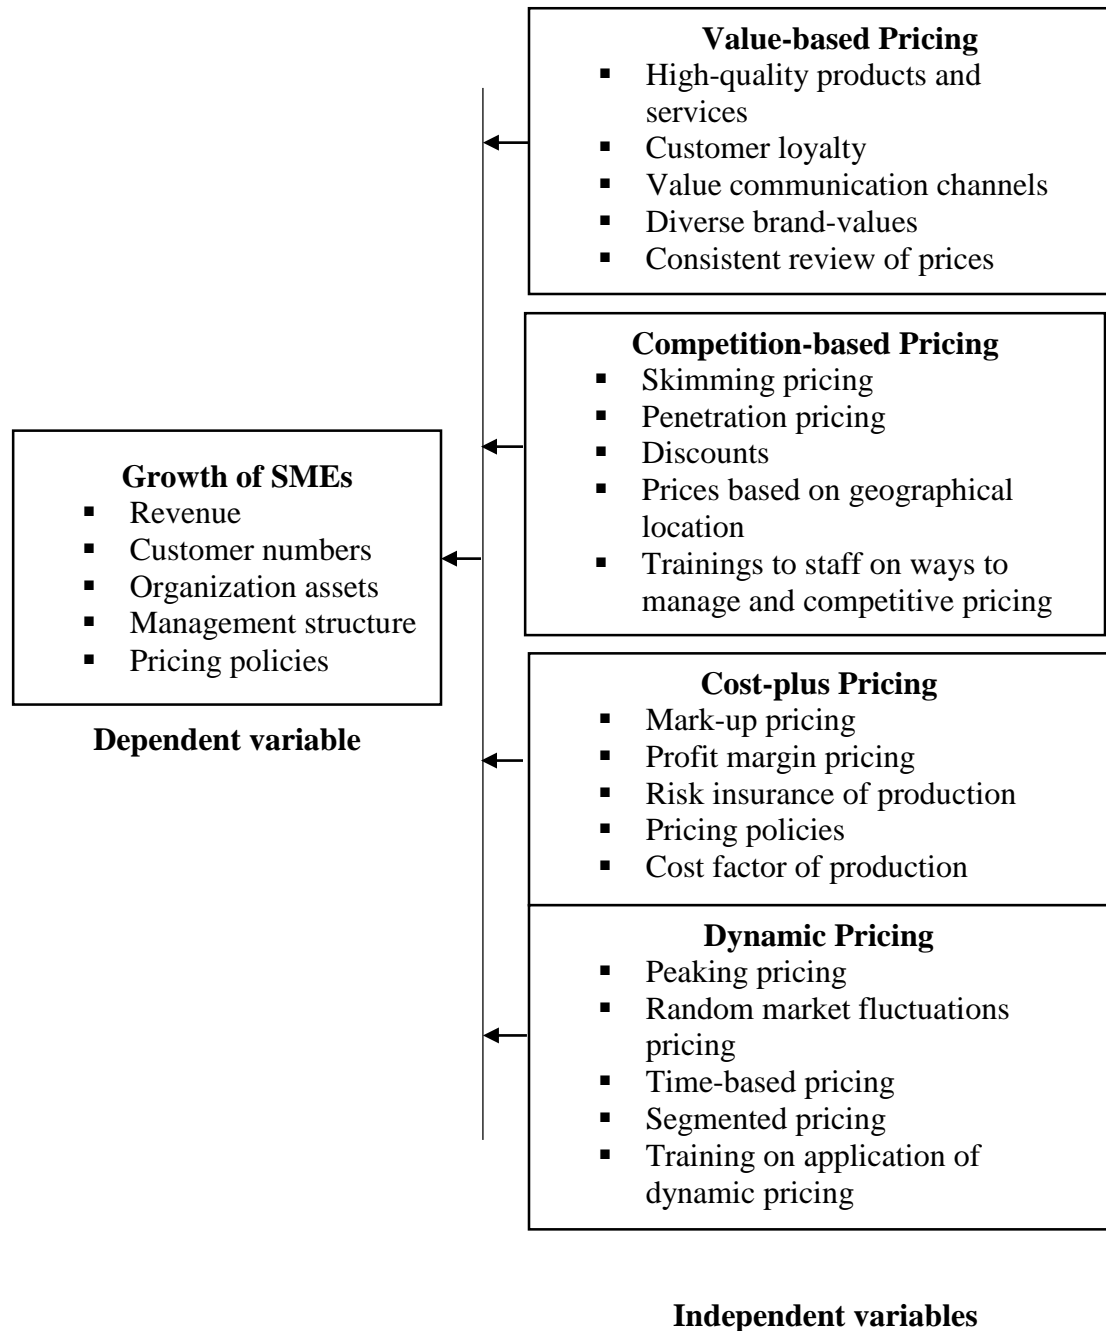 Value-based Pricing
▪ High-quality products and
services
▪ Customer loyalty
▪ Value communication channels
▪ Diverse brand-values
▪ Consistent review of prices
Competition-based Pricing
▪ Skimming pricing
▪ Penetration pricing
▪ Discounts
▪ Prices based on geographical
location
▪ Trainings to staff on ways to
manage and competitive pricing
Growth of SMEs
▪ Revenue
▪ Customer numbers
▪ Organization assets
▪ Management structure
▪ Pricing policies
Dependent variable
Cost-plus Pricing
▪ Mark-up pricing
▪ Profit margin pricing
▪ Risk insurance of production
▪ Pricing policies
▪ Cost factor of production
Dynamic Pricing
▪ Peaking pricing
▪ Random market fluctuations
pricing
▪ Time-based pricing
▪ Segmented pricing
▪ Training on application of
dynamic pricing
Independent variables